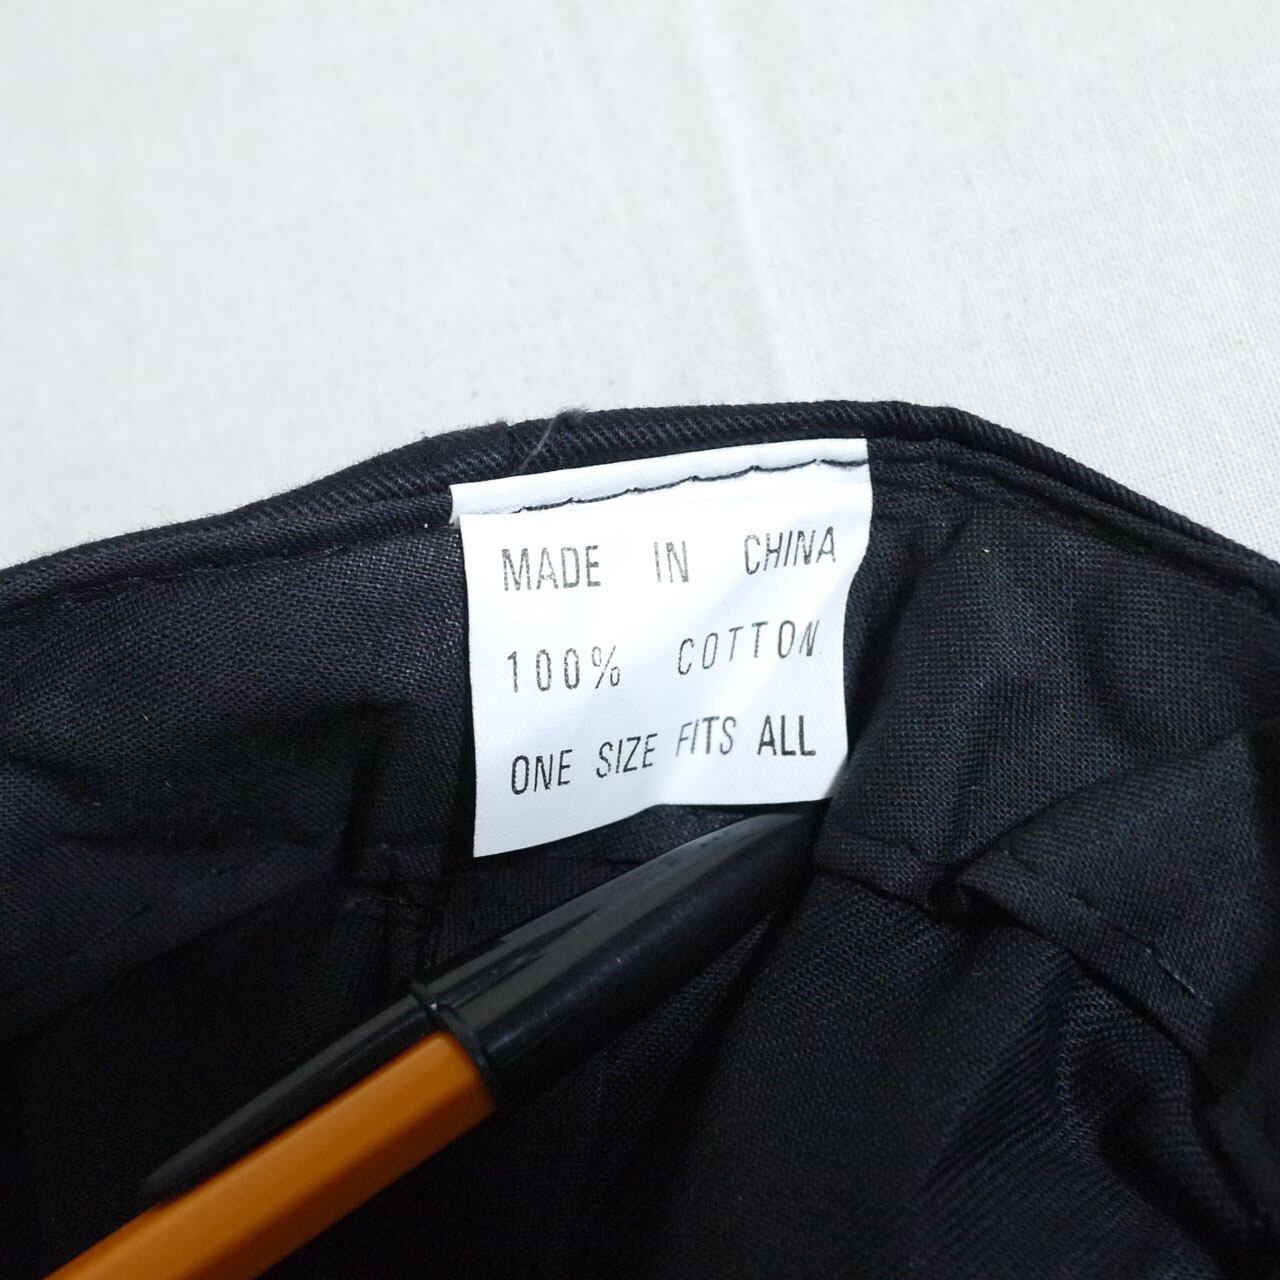 MADE IN CHINA
100% COTTON
ONE SIZE FITS ALL